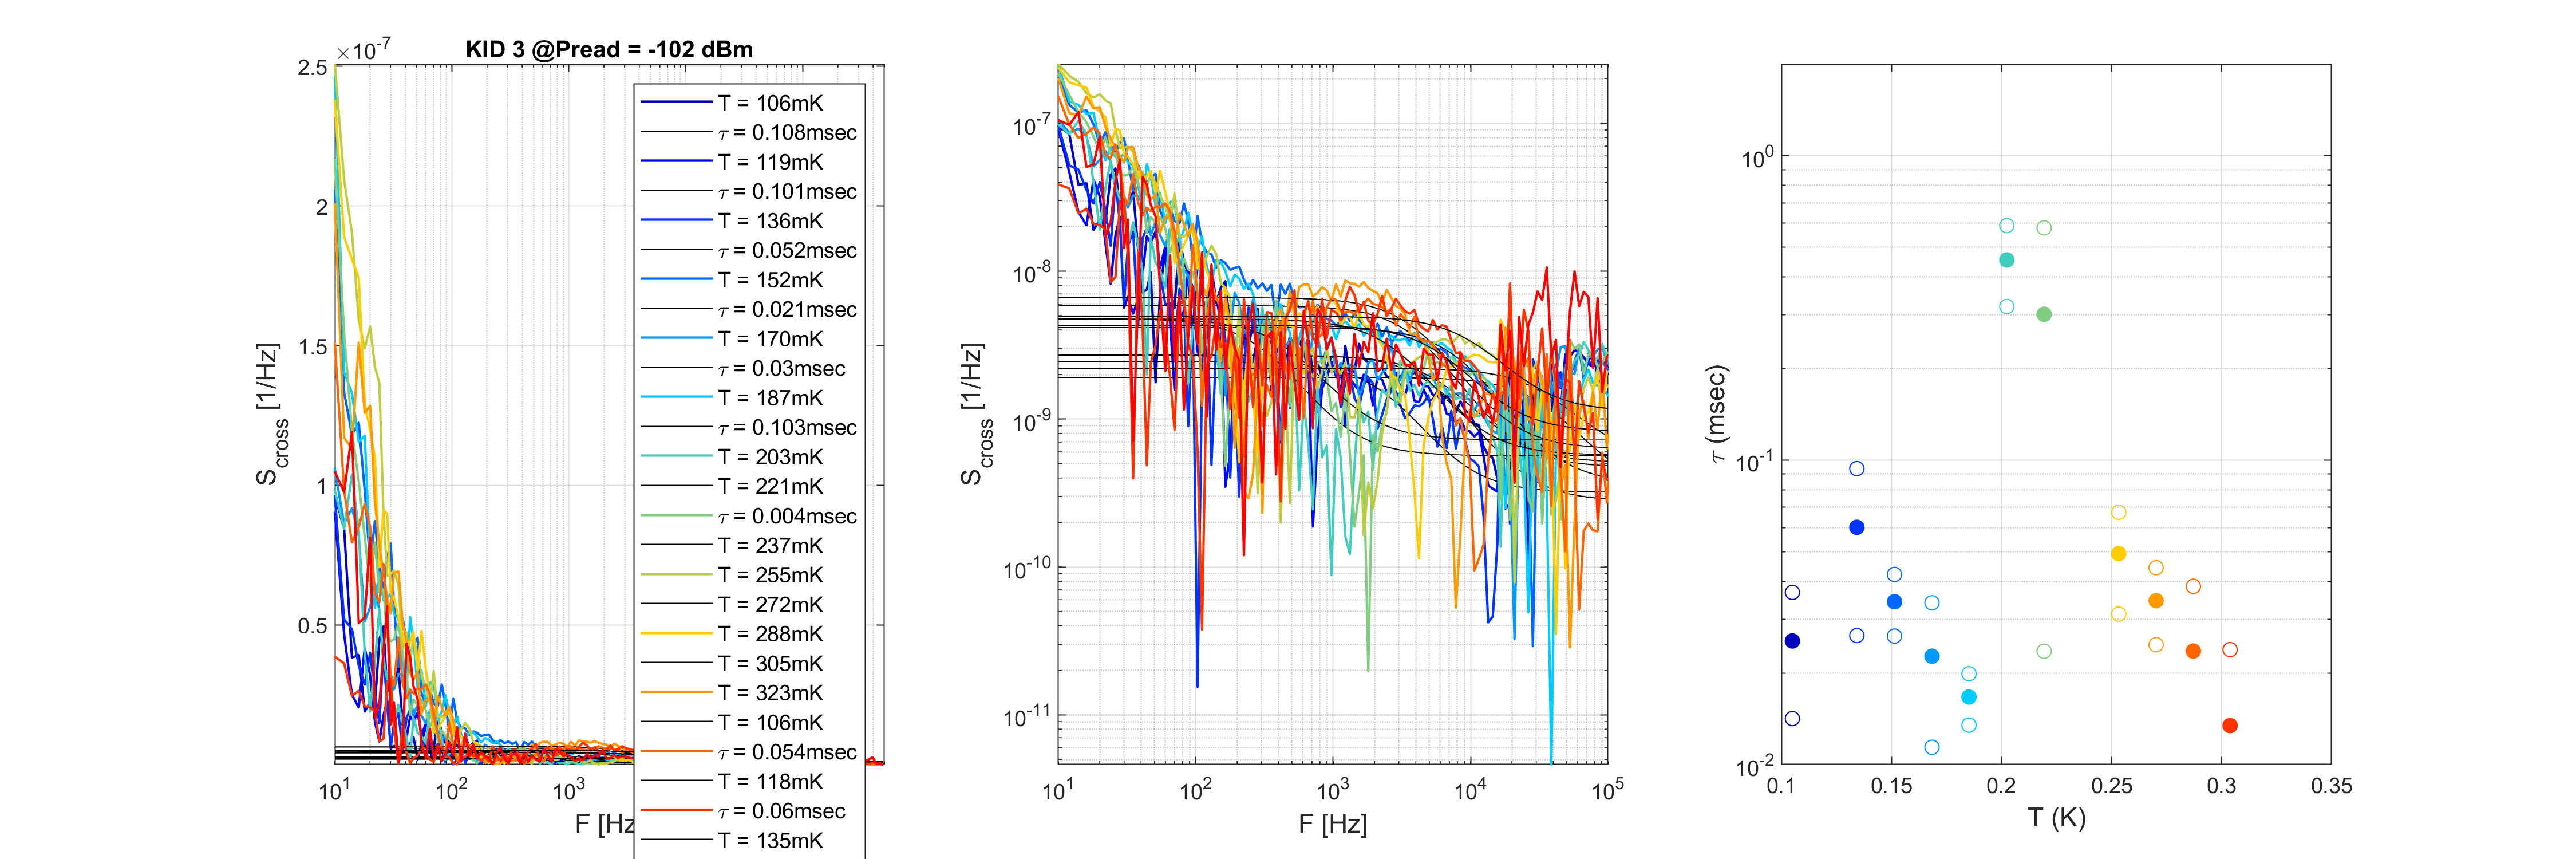 KID 3 @Pread = -102 dBm
×10⁻⁷
2.5
2
1.5
1
0.5
S_cross [1/Hz]
10¹
10²
10³
F [Hz
T = 106mK
τ = 0.108msec
T = 119mK
τ = 0.101msec
T = 136mK
τ = 0.052msec
T = 152mK
τ = 0.021msec
T = 170mK
τ = 0.03msec
T = 187mK
τ = 0.103msec
T = 203mK
T = 221mK
τ = 0.004msec
T = 237mK
T = 255mK
T = 272mK
T = 288mK
T = 305mK
T = 323mK
T = 106mK
τ = 0.054msec
T = 118mK
τ = 0.06msec
T = 135mK
10⁻⁷
10⁻⁸
10⁻⁹
10⁻¹⁰
10⁻¹¹
S_cross [1/Hz]
10¹
10²
10³
10⁴
10⁵
F [Hz]
10⁰
10⁻¹
10⁻²
τ (msec)
0.1
0.15
0.2
0.25
0.3
0.35
T (K)